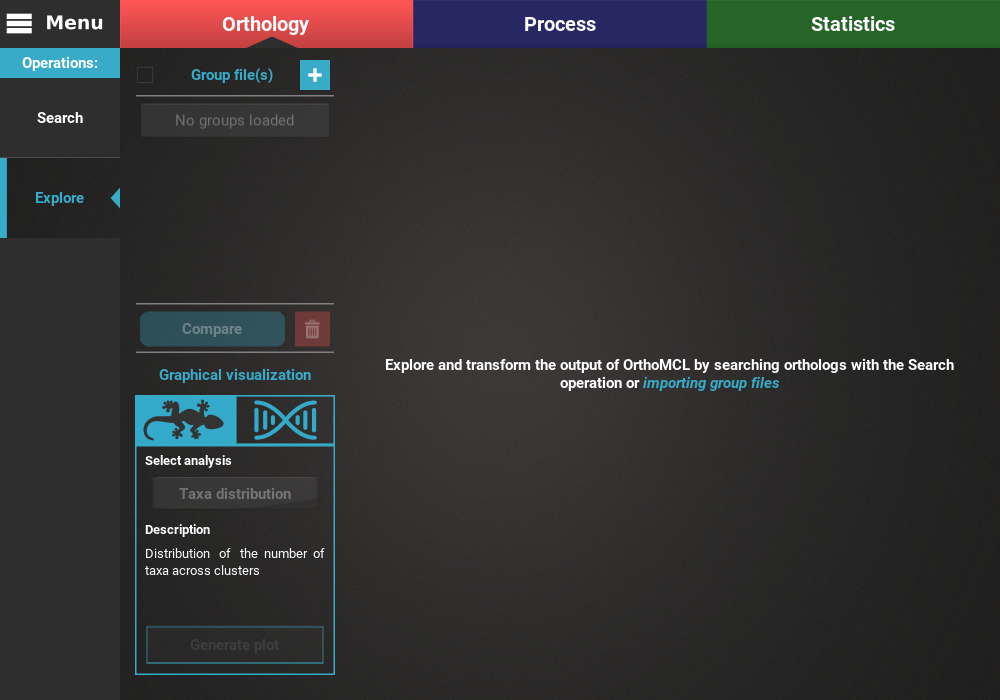 Menu
Orthology
Process
Statistics
Operations:
Search
Explore
Group file(s)
No groups loaded
Compare
Graphical visualization
Select analysis
Taxa distribution
Description
Distribution of the number of
taxa across clusters
Generate plot
Explore and transform the output of OrthoMCL by searching orthologs with the Search
operation or importing group files